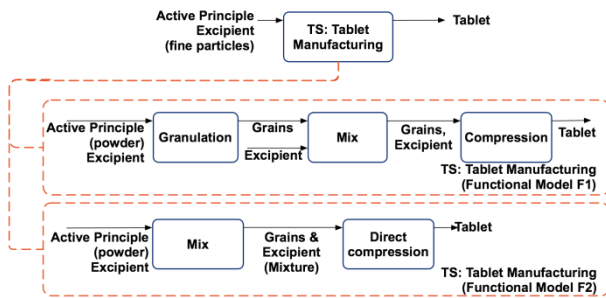 Active Principle
Excipient
(fine particles)
TS: Tablet
Manufacturing
Tablet
Active Principle
(powder)
Excipient
Granulation
Grains
Excipient
Mix
Grains,
Excipient
Compression
Tablet
TS: Tablet Manufacturing
(Functional Model F1)
Active Principle
(powder)
Excipient
Mix
Grains &
Excipient
(Mixture)
Direct
compression
Tablet
TS: Tablet Manufacturing
(Functional Model F2)